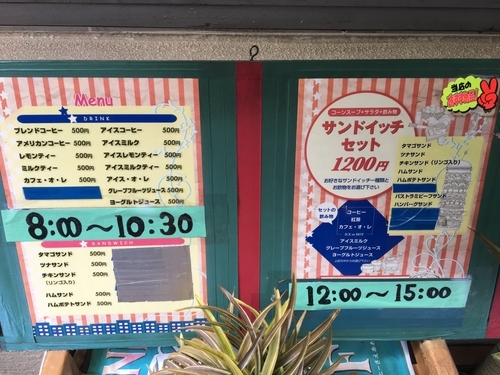 Menu
DRINK
ブレンドコーヒー 500円
アメリカンコーヒー 500円
レモンティー 500円
ミルクティー 500円
カフェ・オ・レ 500円
アイスコーヒー 500円
アイスミルク 500円
アイスレモンティー 500円
アイスミルクティー 500円
アイス・オ・レ 500円
グレープフルーツジュース 500円
ヨーグルトジュース 500円
8:00～10:30
SANDWICH
タマゴサンド 500円
ツナサンド 500円
チキンサンド 500円
(リンゴ入り)
ハムサンド 500円
ハムポテトサンド 500円
当店の
コーンスープ+サラダ+飲み物
サンドイッチ
セット
1200円
お好きなサンドイッチ1種類と
お飲物をお選び下さい
セットの
飲み物
コーヒー
紅茶
カフェ・オ・レ
アイスミルク
グレープフルーツジュース
ヨーグルトジュース
タマゴサンド
ツナサンド
チキンサンド(リンゴ入り)
ハムサンド
ハムポテトサンド
パストラミビーフサンド
ハンバーグサンド
12:00～15:00